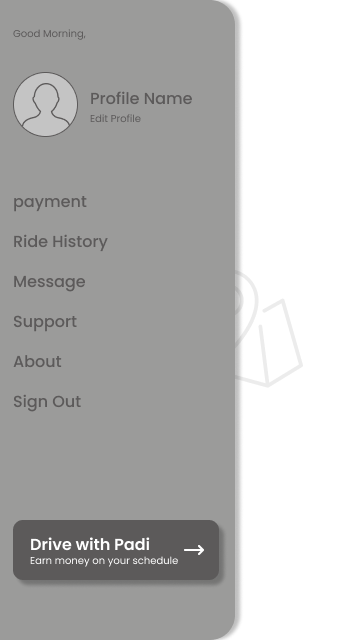 Good Morning,
Profile Name
Edit Profile
payment
Ride History
Message
Support
About
Sign Out
Drive with Padi
Earn money on your schedule